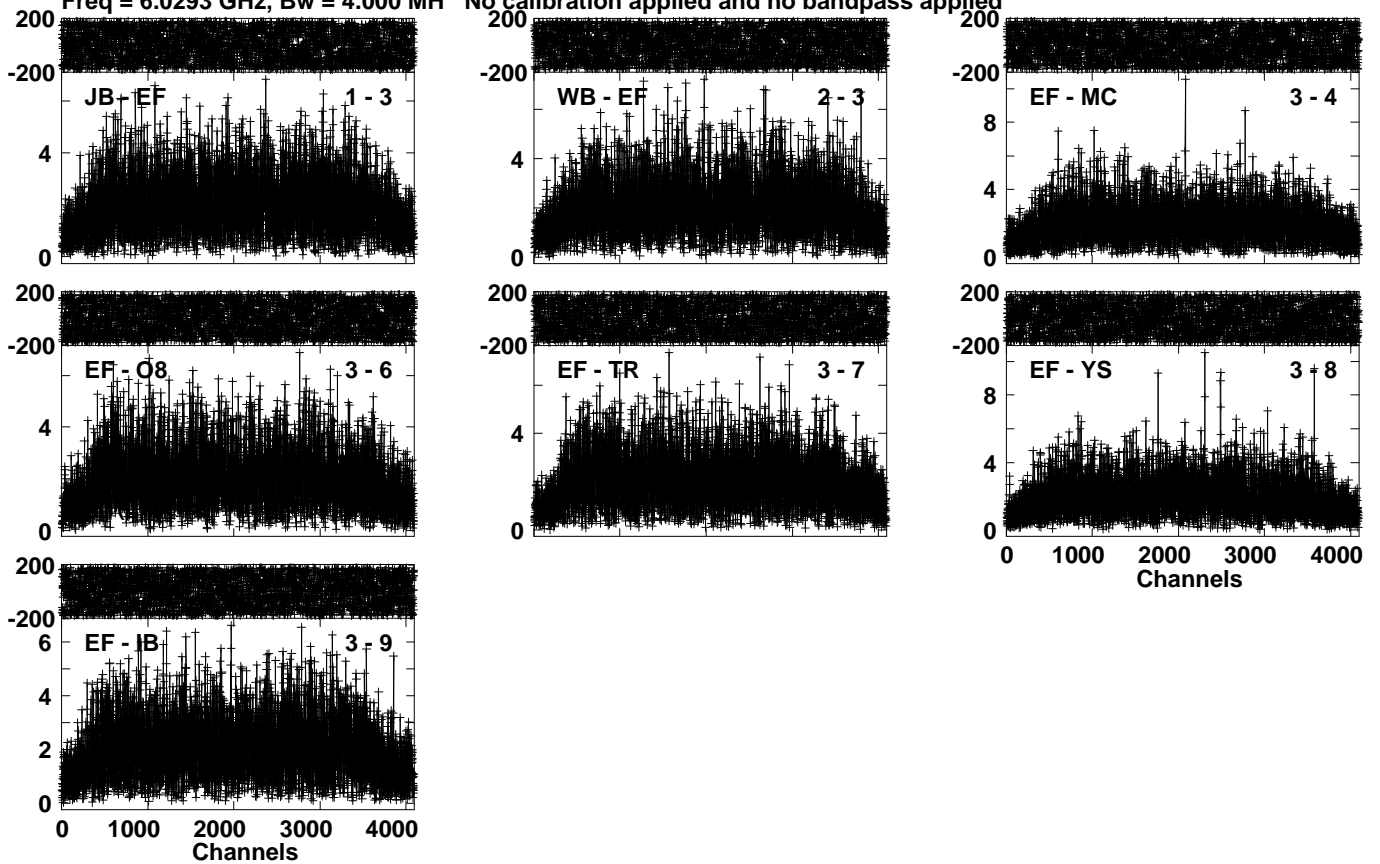 Freq = 6.0293 GHz, Bw = 4.000 MH No calibration applied and no bandpass applied
200 200 200
-200 -200 -200
JB - EF 1 - 3 WB - EF 2 - 3 EF - MC 3 - 4
8
4 4 4
0 0 0
200 200 200
-200 -200 -200
EF - O8 3 - 6 EF - TR 3 - 7 EF - YS 3 - 8
8
4 4 4
0 0 0
0 1000 2000 3000 4000
Channels
200
-200
EF - IB 3 - 9
6
4
2
0
0 1000 2000 3000 4000
Channels